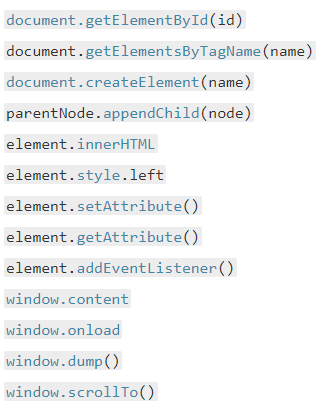 document.getElementById(id)
document.getElementsByTagName(name)
document.createElement(name)
parentNode.appendChild(node)
element.innerHTML
element.style.left
element.setAttribute()
element.getAttribute()
element.addEventListener()
window.content
window.onload
window.dump()
window.scrollTo()